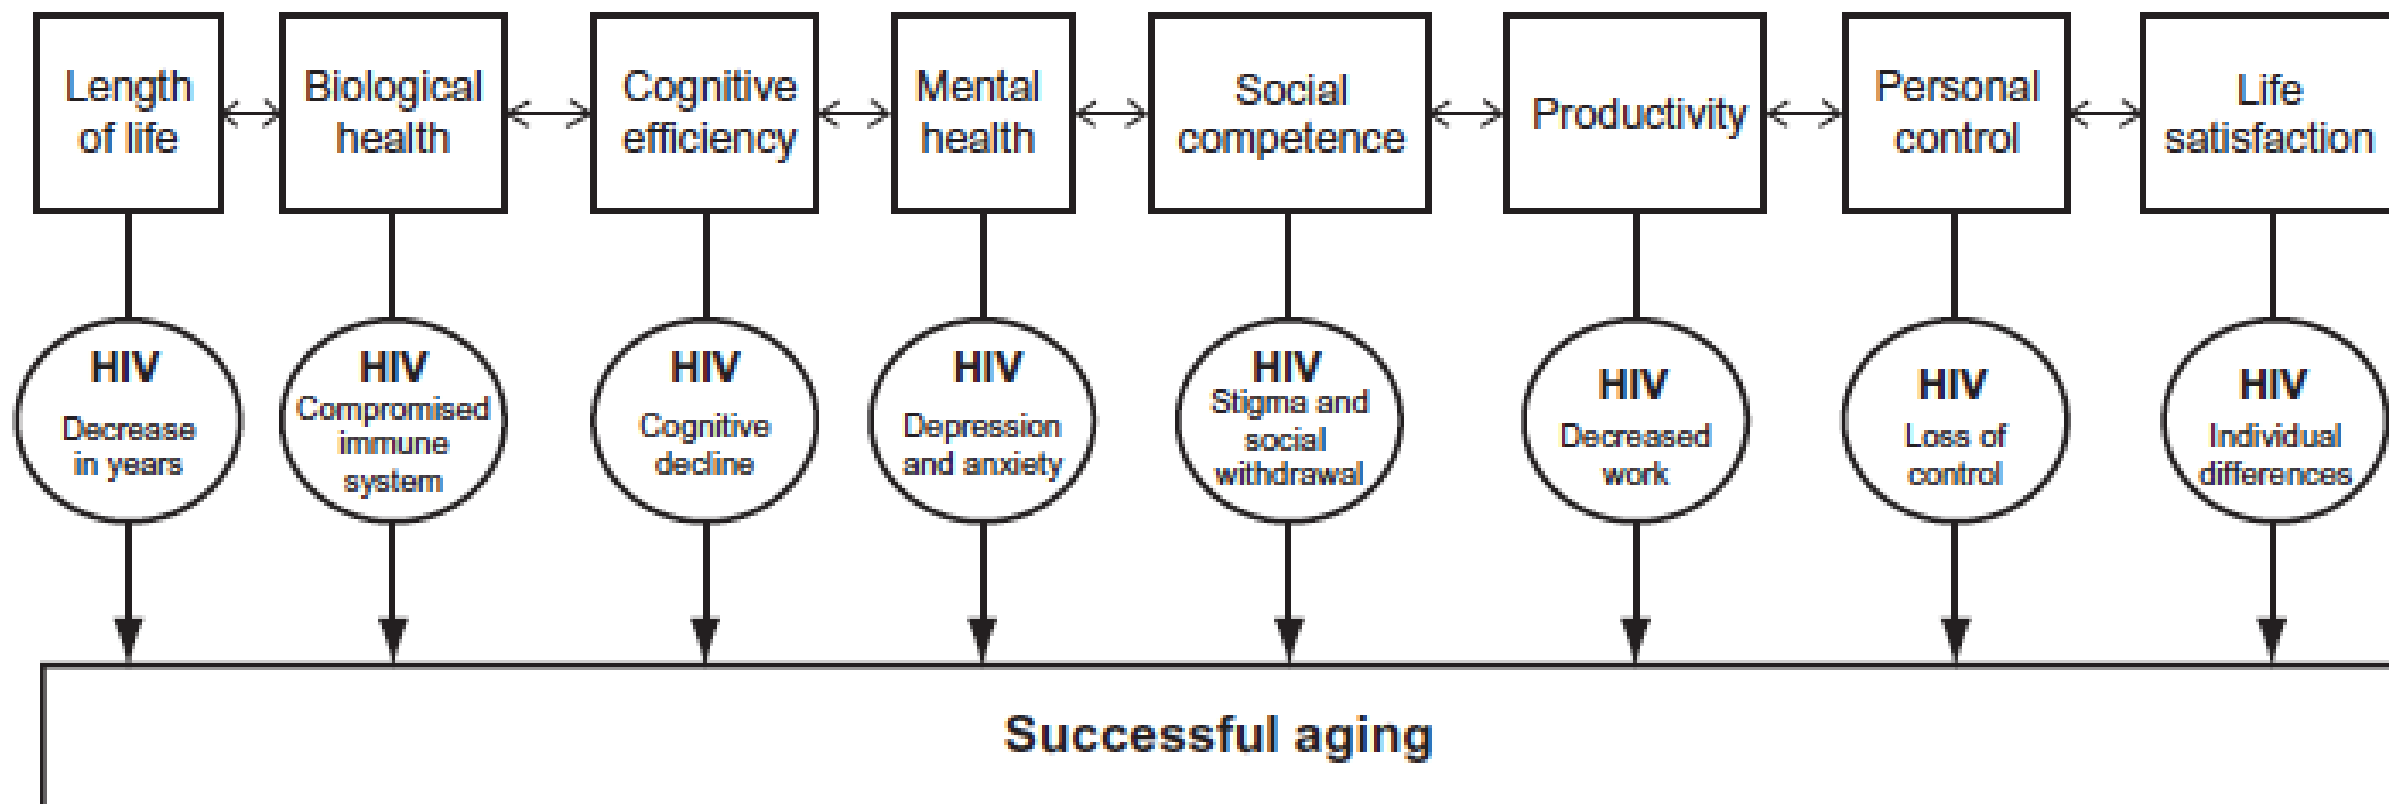 Length
of life
Biological
health
Cognitive
efficiency
Mental
health
Social
competence
Productivity
Personal
control
Life
satisfaction
HIV
Decrease
in years
HIV
Compromised
immune
system
HIV
Cognitive
decline
HIV
Depression
and anxiety
HIV
Stigma and
social
withdrawal
HIV
Decreased
work
HIV
Loss of
control
HIV
Individual
differences
Successful aging